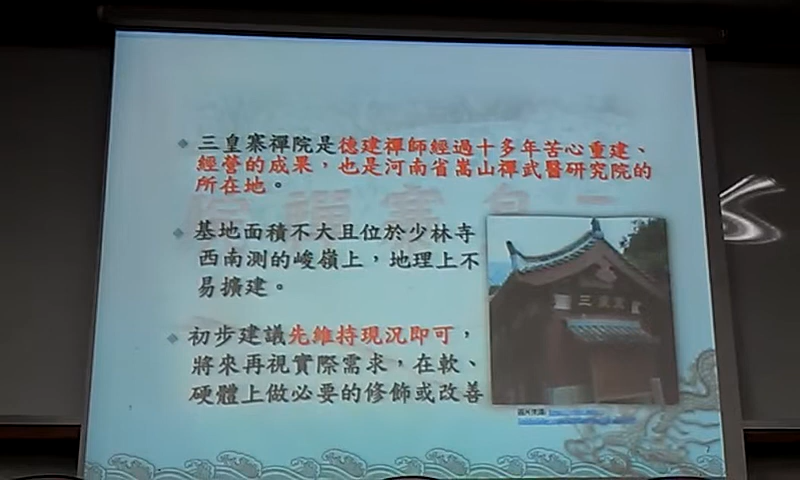 三皇寨禪院是德建禪師經過十多年苦心重建、
經營的成果，也是河南省嵩山禪武醫研究院的
所在地。
基地面積不大且位於少林寺
西南測的峻嶺上，地理上不
易擴建。
初步建議先維持現況即可，
將來再視實際需求，在軟、
硬體上做必要的修飾或改善
三皇寨